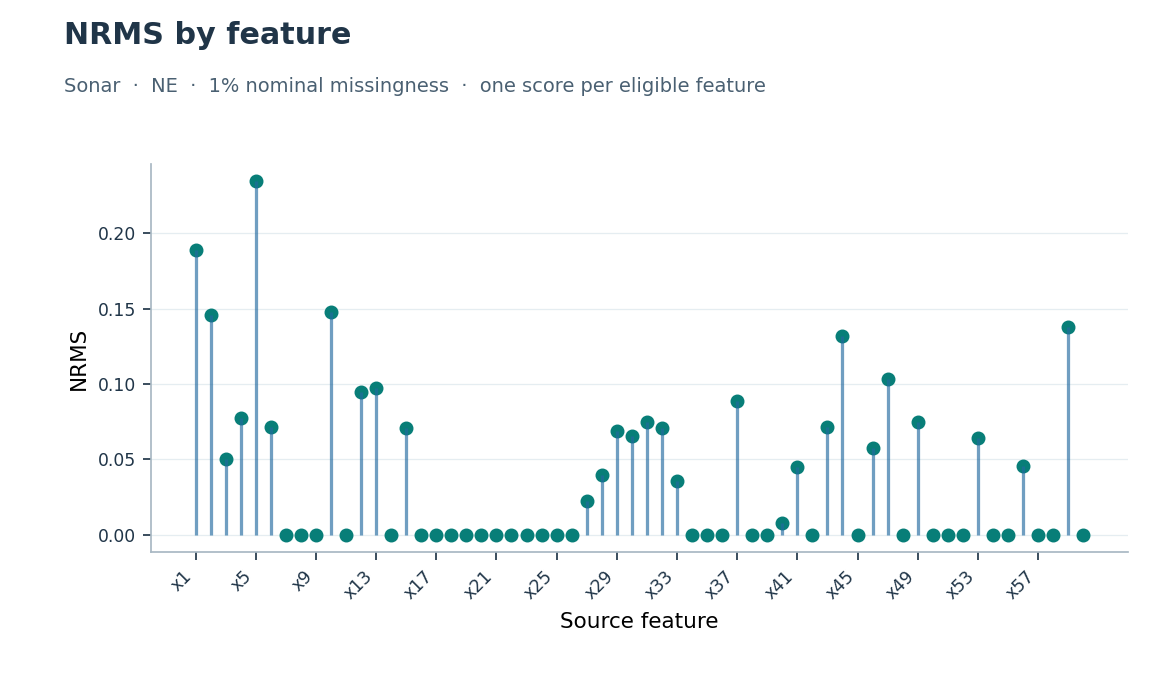 NRMS by feature
Sonar · NE · 1% nominal missingness · one score per eligible feature
0.20
0.15
0.10
0.05
0.00
NRMS
x1 x5 x9 x13 x17 x21 x25 x29 x33 x37 x41 x45 x49 x53 x57
Source feature